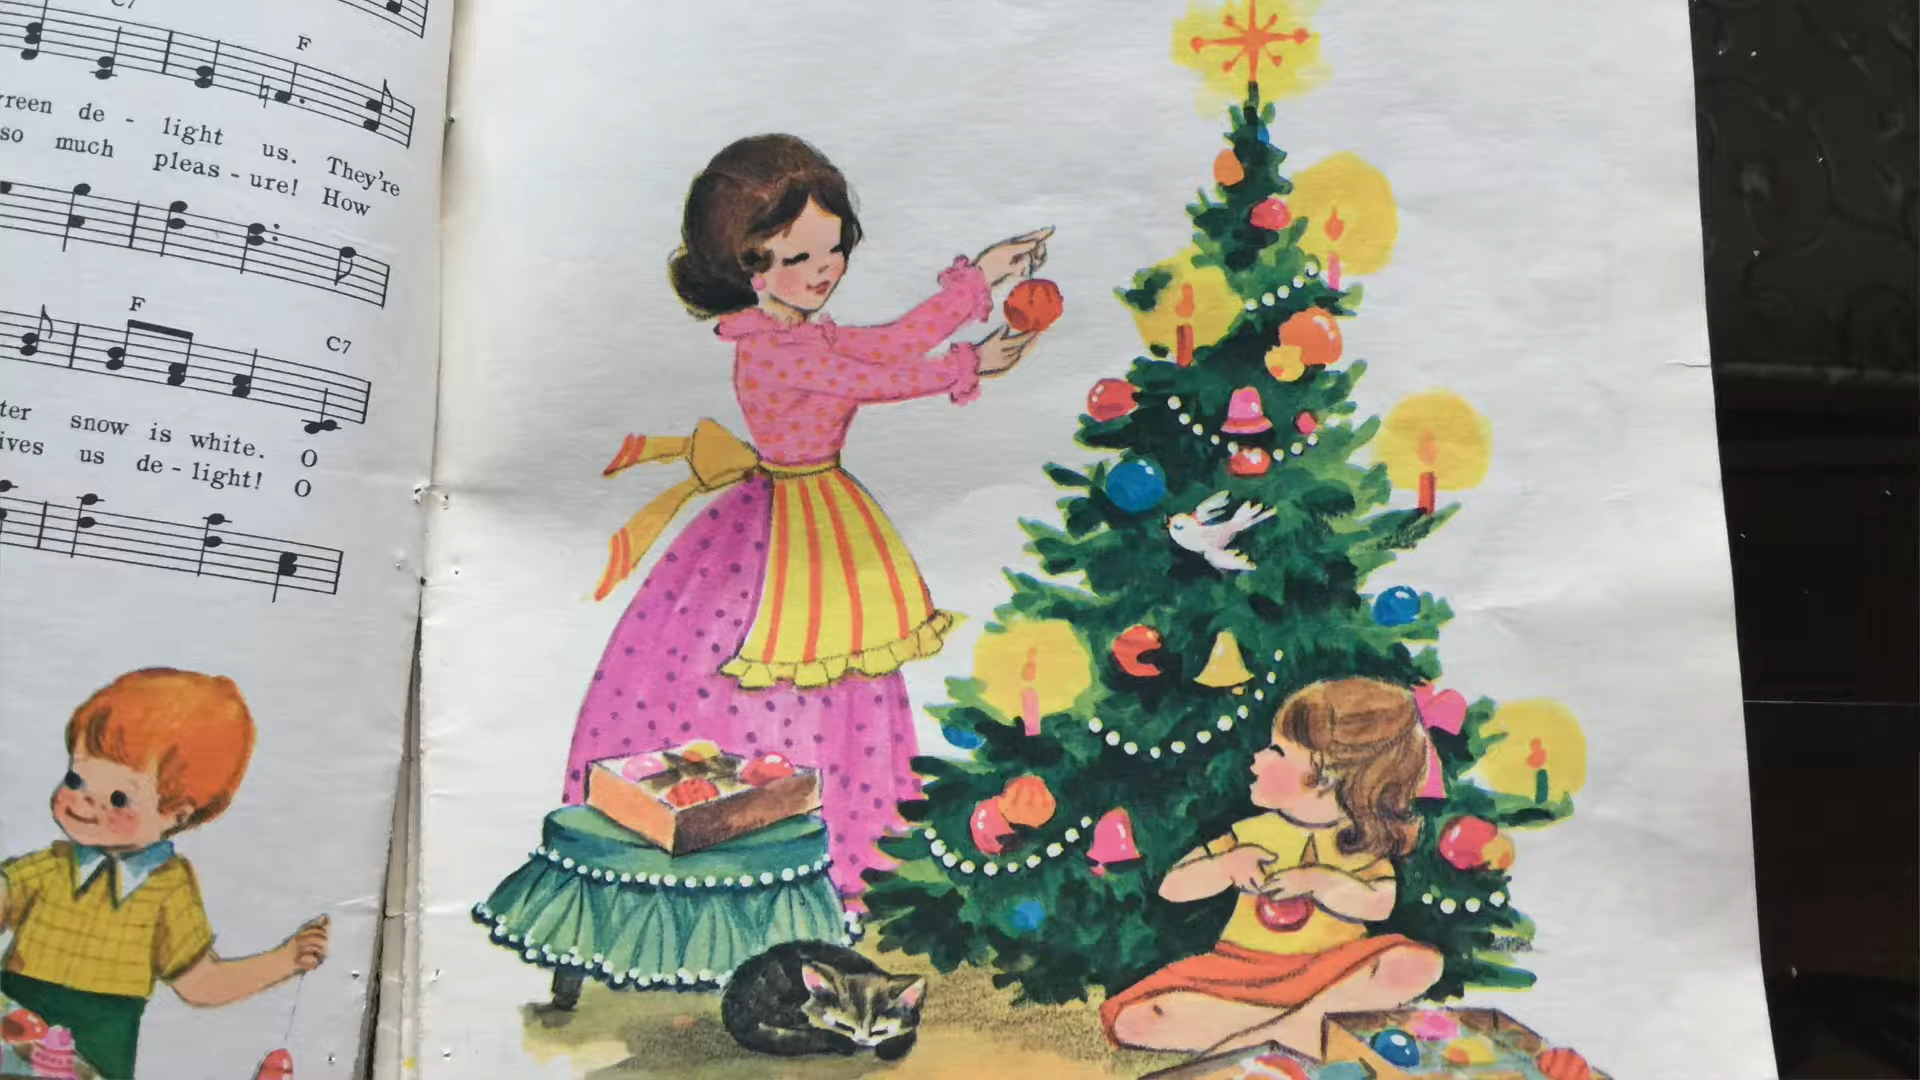 C7
F
green de - light us. They're
so much pleas - ure! How
F C7
ter snow is white. O
ives us de - light! O